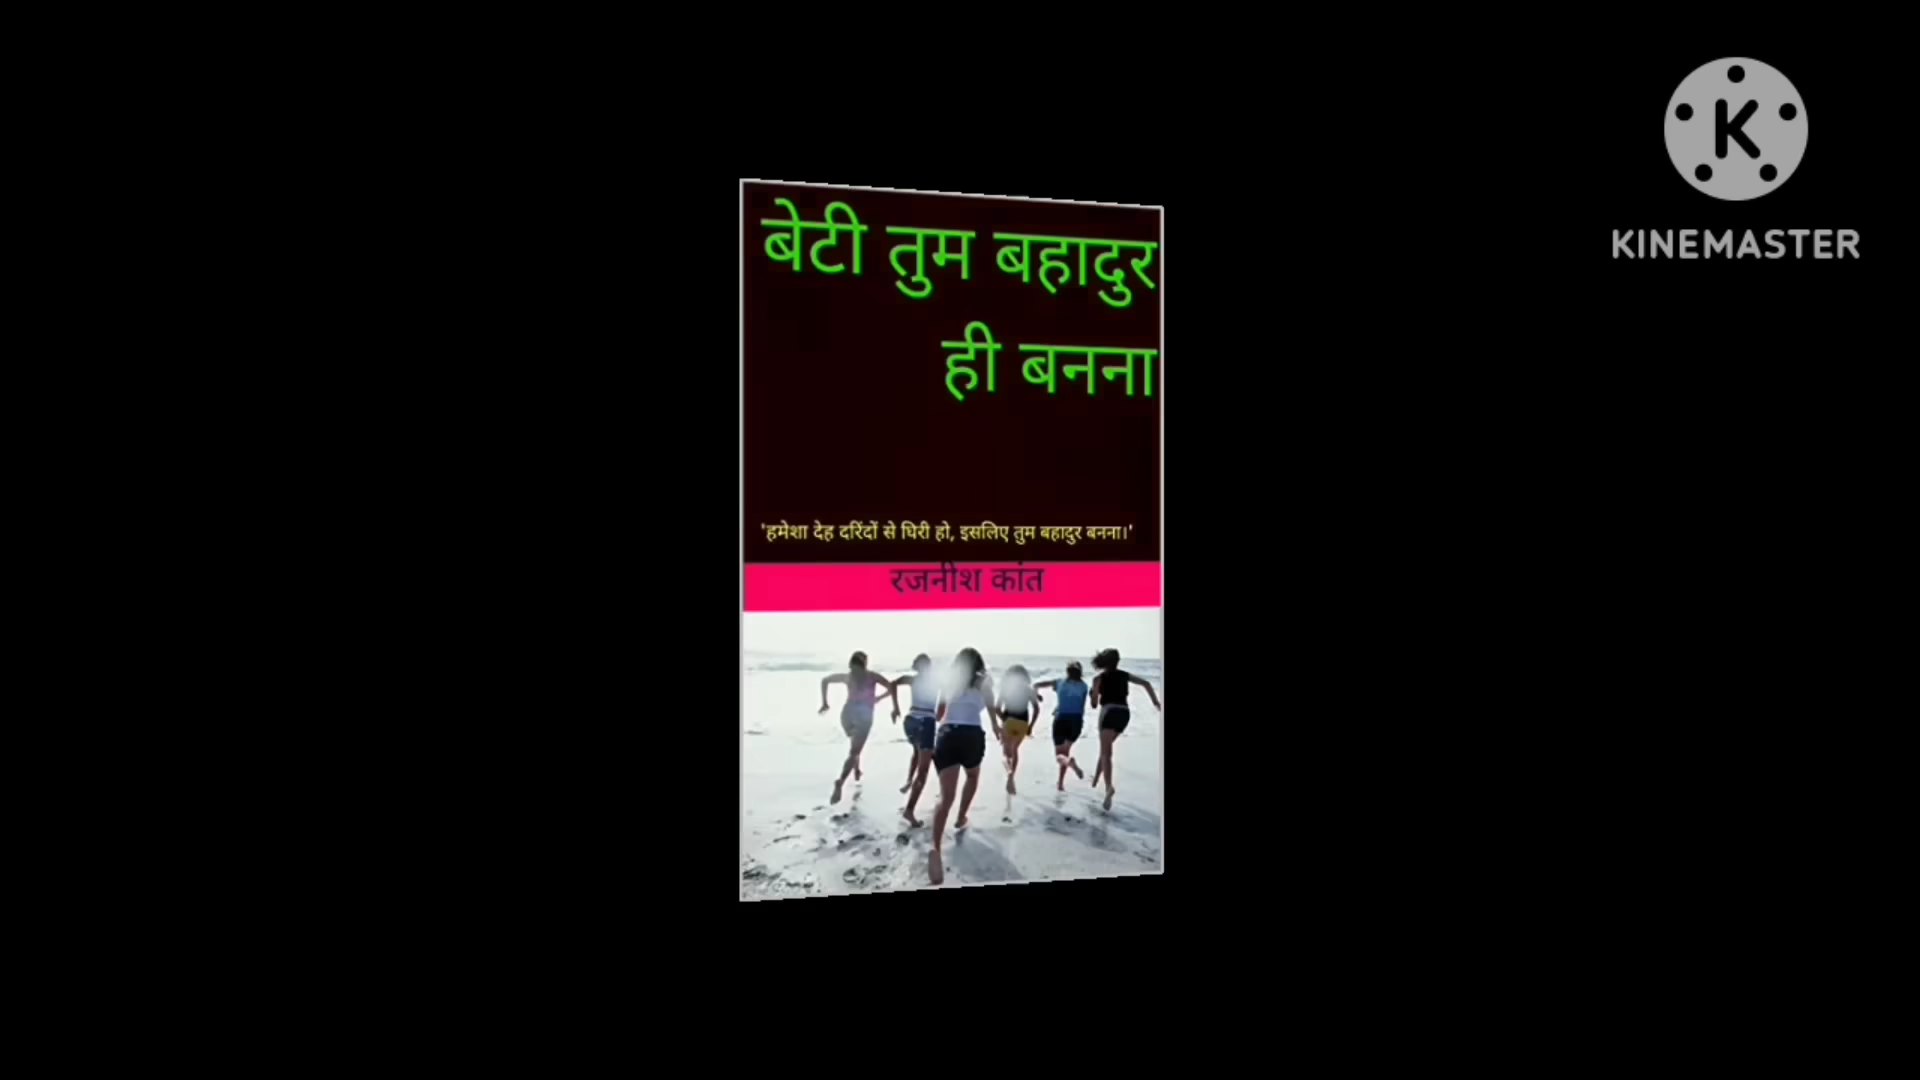 बेटी तुम बहादुर
ही बनना
'हमेशा देह दरिंदों से घिरी हो, इसलिए तुम बहादुर बनना।'
रजनीश कांत
K
KINEMASTER